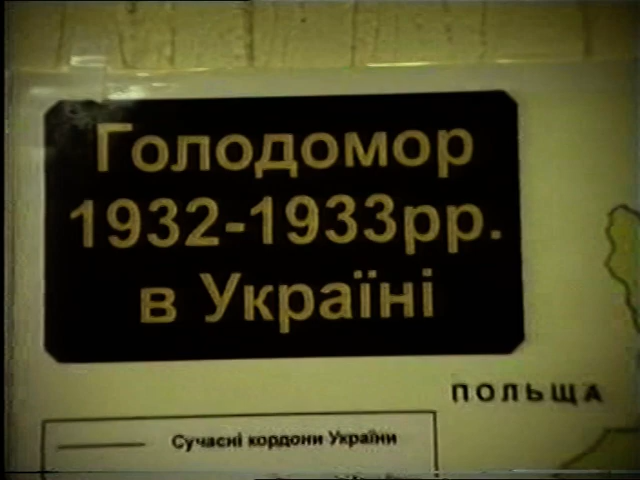 Голодомор
1932-1933рр.
в Україні
ПОЛЬЩА
Сучасні кордони України